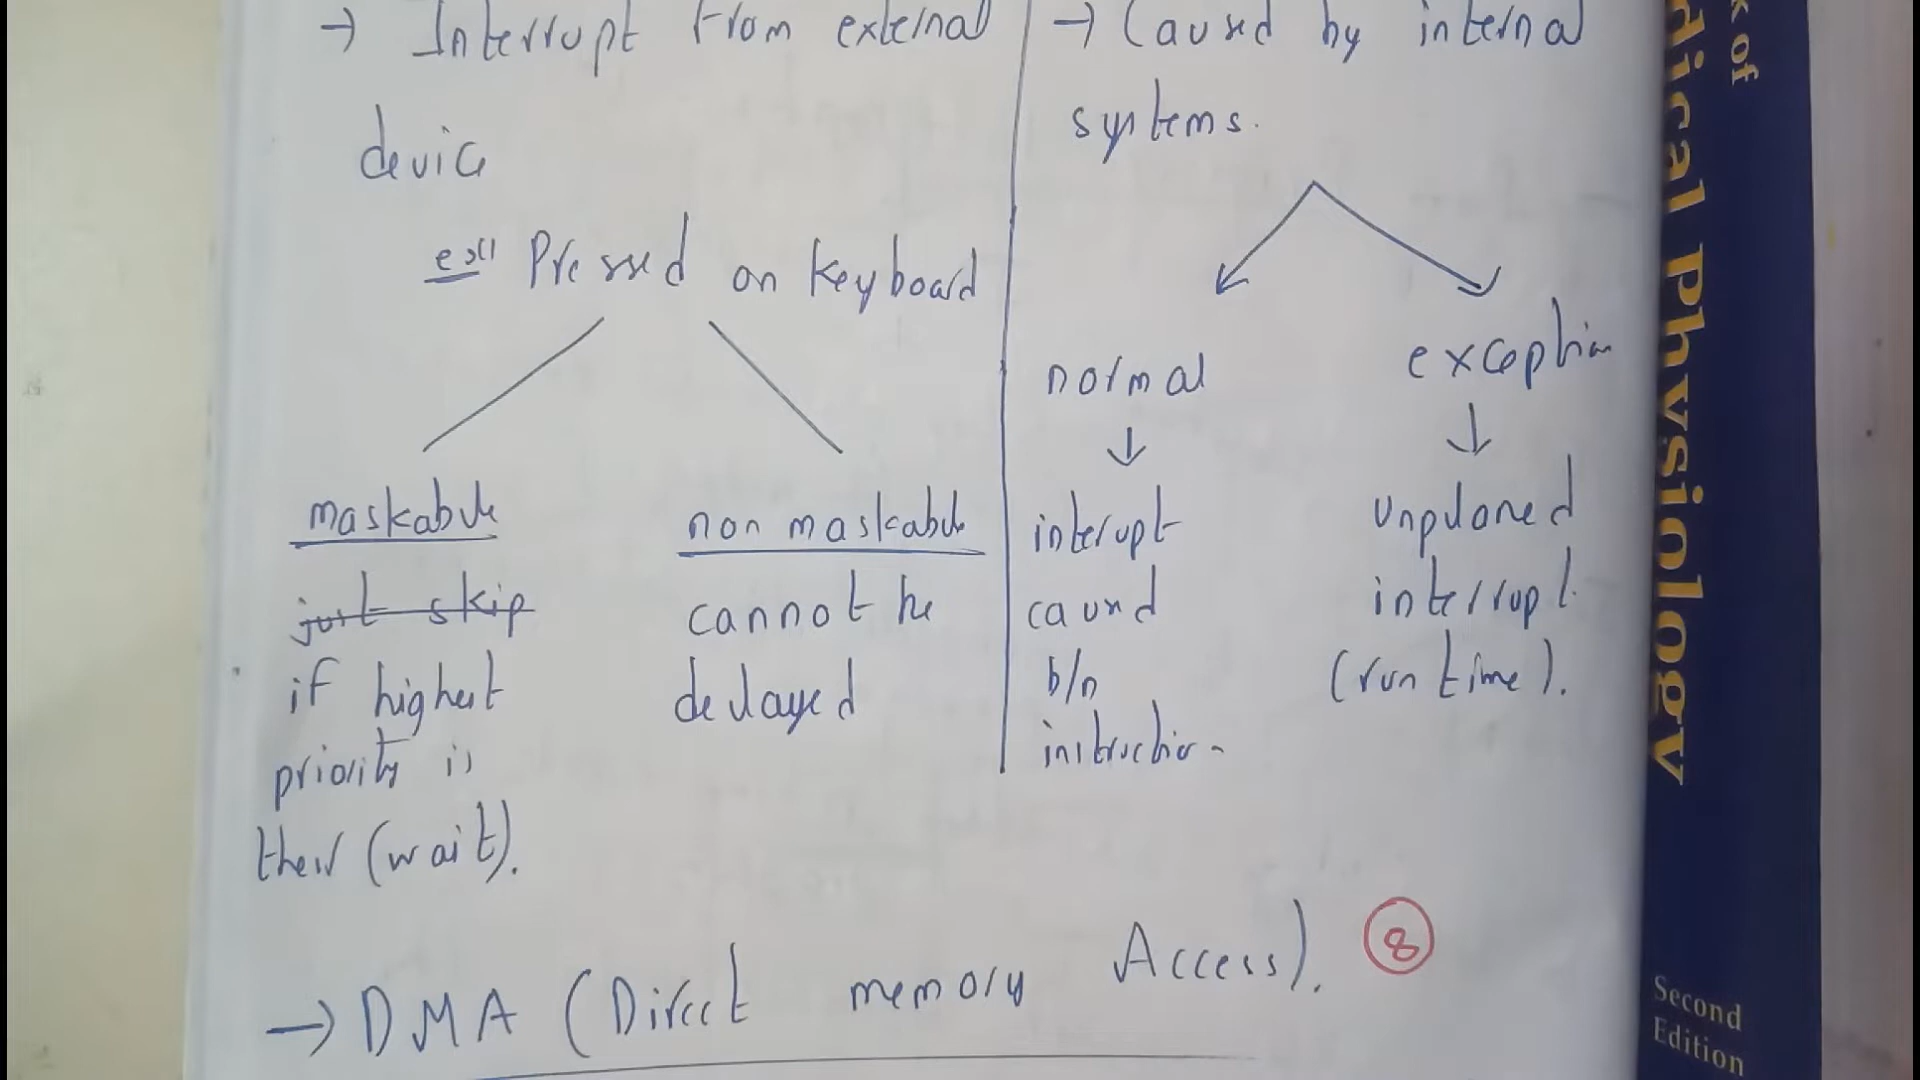 → Interrupt from external
device
ex:: Pressed on keyboard
maskable
just skip
if highest
priority is
their (wait).
non maskable
cannot be
delayed
→ Caused by internal
systems.
normal
↓
interupt
caused
b/n
instruction
exception
↓
unplaned
interrupt.
(run time).
→ DMA (Direct memory Access). 8
k of
dical Physiology
Second
Edition